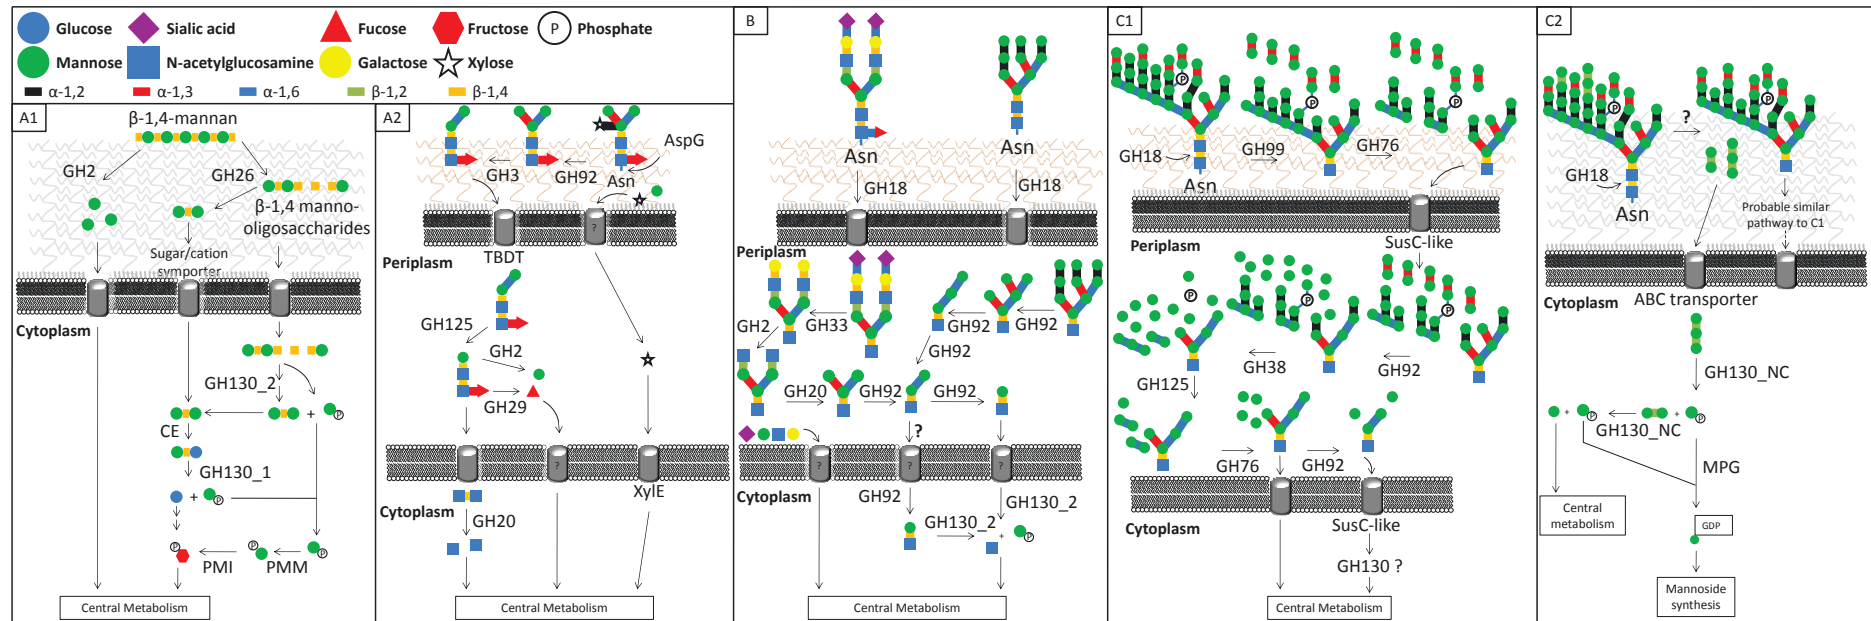 Glucose
Sialic acid
Fucose
Fructose
P
Phosphate
Mannose
N-acetylglucosamine
Galactose
Xylose
α-1,2
α-1,3
α-1,6
β-1,2
β-1,4
A1
β-1,4-mannan
GH2
GH26
β-1,4 manno-
oligosaccharides
Sugar/cation
symporter
Cytoplasm
GH130_2
+
P
CE
GH130_1
+
P
P
P
P
PMI
PMM
Central Metabolism
A2
AspG
GH3
GH92
Asn
?
TBDT
Periplasm
GH125
GH2
GH29
?
XylE
Cytoplasm
GH20
Central Metabolism
B
Asn
Asn
GH18
GH18
Periplasm
GH2
GH33
GH92
GH92
GH92
GH20
GH92
GH92
?
?
?
?
Cytoplasm
GH92
GH130_2
GH130_2
+
P
Central Metabolism
C1
P
P
P
GH18
GH99
GH76
Asn
Periplasm
SusC-like
P
P
P
GH125
GH38
GH92
GH76
GH92
Cytoplasm
SusC-like
GH130 ?
Central Metabolism
C2
P
P
?
GH18
Asn
Probable similar
pathway to C1
Cytoplasm
ABC transporter
GH130_NC
+
P
+
P
GH130_NC
MPG
Central
metabolism
GDP
Mannoside
synthesis